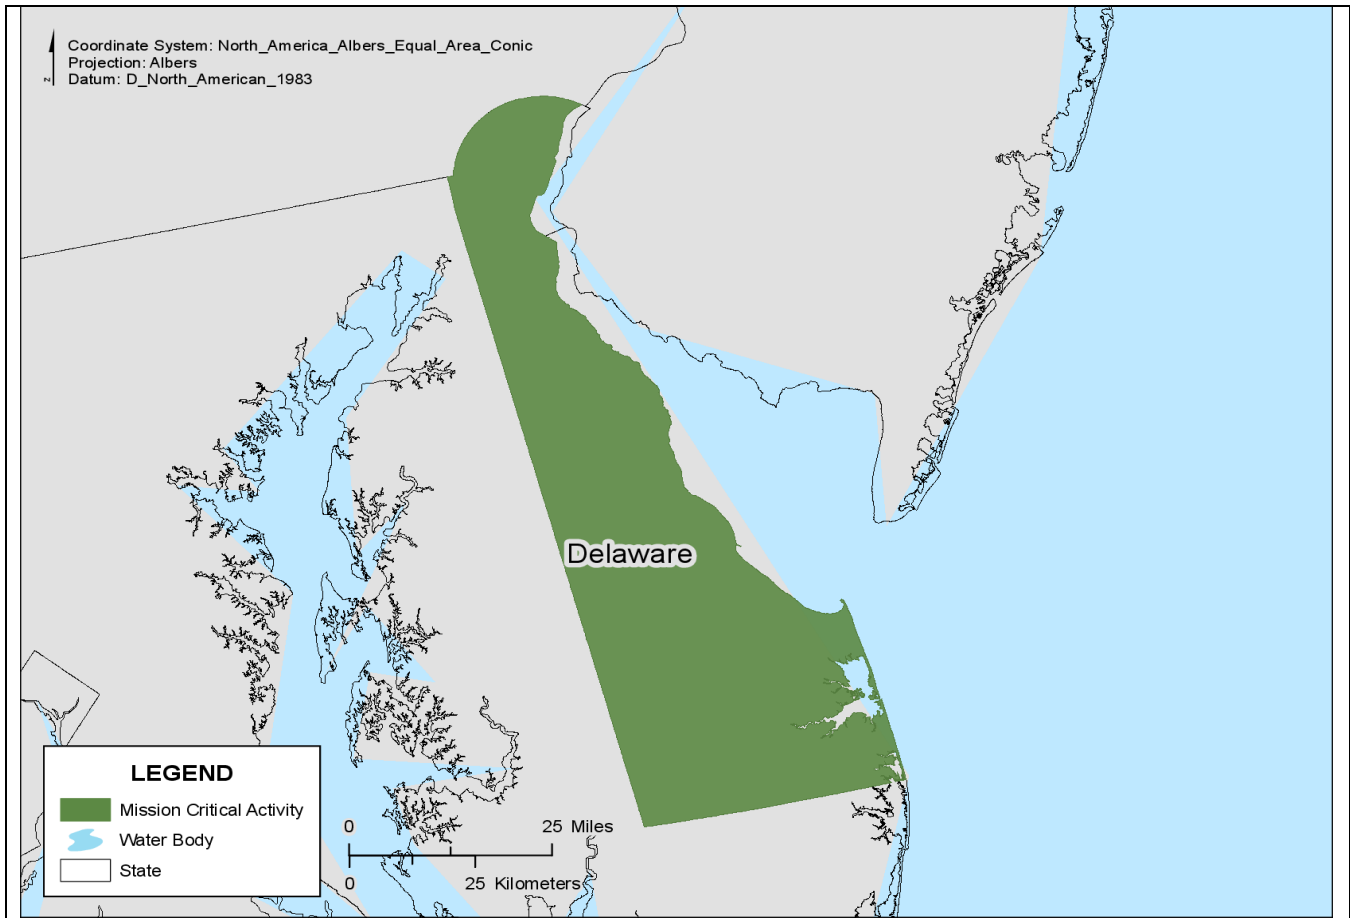 Coordinate System: North_America_Albers_Equal_Area_Conic
Projection: Albers
Datum: D_North_American_1983
z
Delaware
LEGEND
Mission Critical Activity
Water Body
State
0 25 Miles
0 25 Kilometers